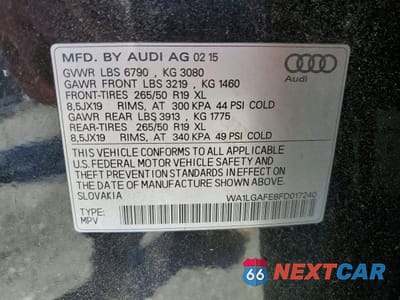 MFD. BY AUDI AG 02 15
GVWR LBS 6790 , KG 3080
GAWR FRONT LBS 3219 , KG 1460
FRONT-TIRES 265/50 R19 XL
8,5JX19 RIMS, AT 300 KPA 44 PSI COLD
GAWR REAR LBS 3913 , KG 1775
REAR-TIRES 265/50 R19 XL
8,5JX19 RIMS, AT 340 KPA 49 PSI COLD
THIS VEHICLE CONFORMS TO ALL APPLICABLE
U.S. FEDERAL MOTOR VEHICLE SAFETY AND
THEFT PREVENTION STANDARDS IN EFFECT ON THE
DATE OF MANUFACTURE SHOWN ABOVE.
SLOVAKIA
WA1LGAFE8FD017240
TYPE:
MPV
Audi
66 NEXTCAR